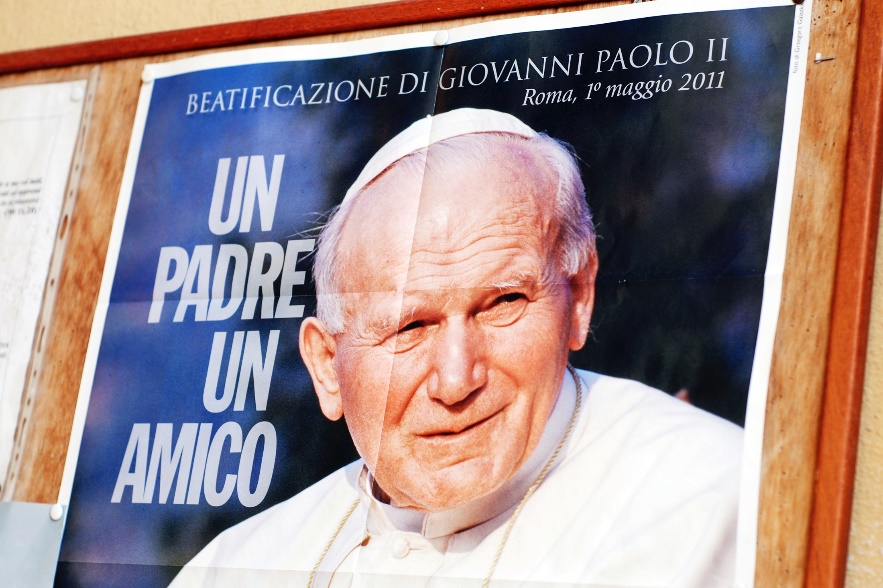 BEATIFICAZIONE DI GIOVANNI PAOLO II
Roma, 1º maggio 2011
UN
PADRE
UN
AMICO